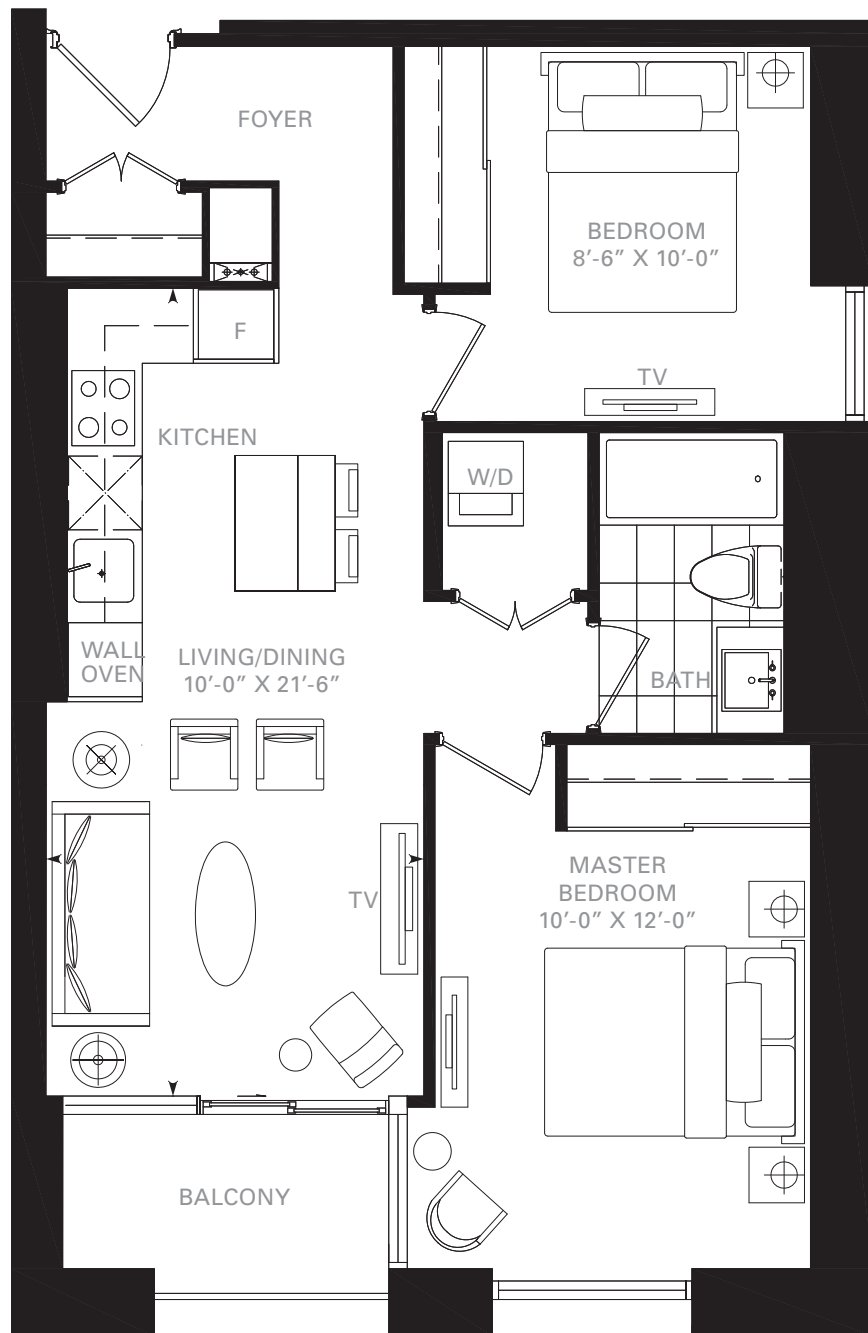 FOYER
BEDROOM
8’-6” X 10’-0”
F
TV
KITCHEN
W/D
WALL
OVEN
LIVING/DINING
10’-0” X 21’-6”
BATH
MASTER
BEDROOM
10’-0” X 12’-0”
TV
BALCONY